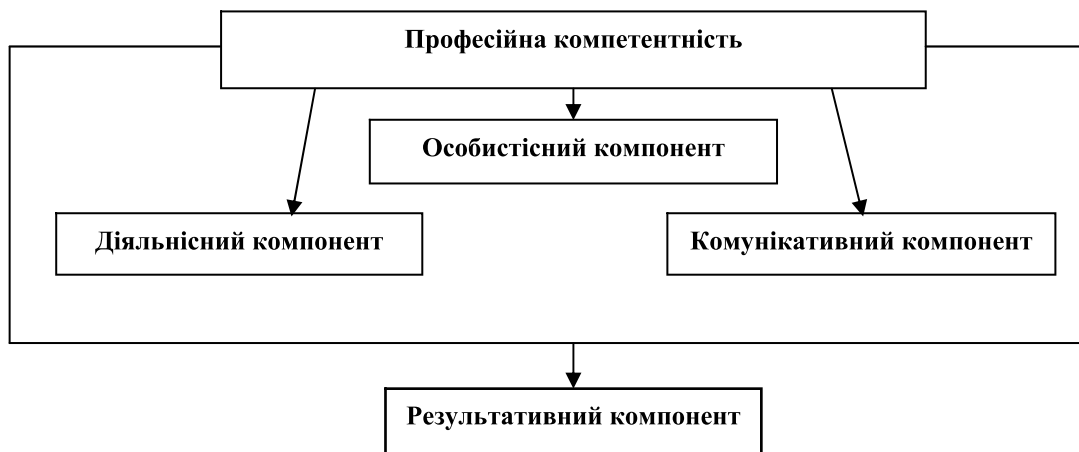 Професійна компетентність
Особистісний компонент
Діяльнісний компонент
Комунікативний компонент
Результативний компонент